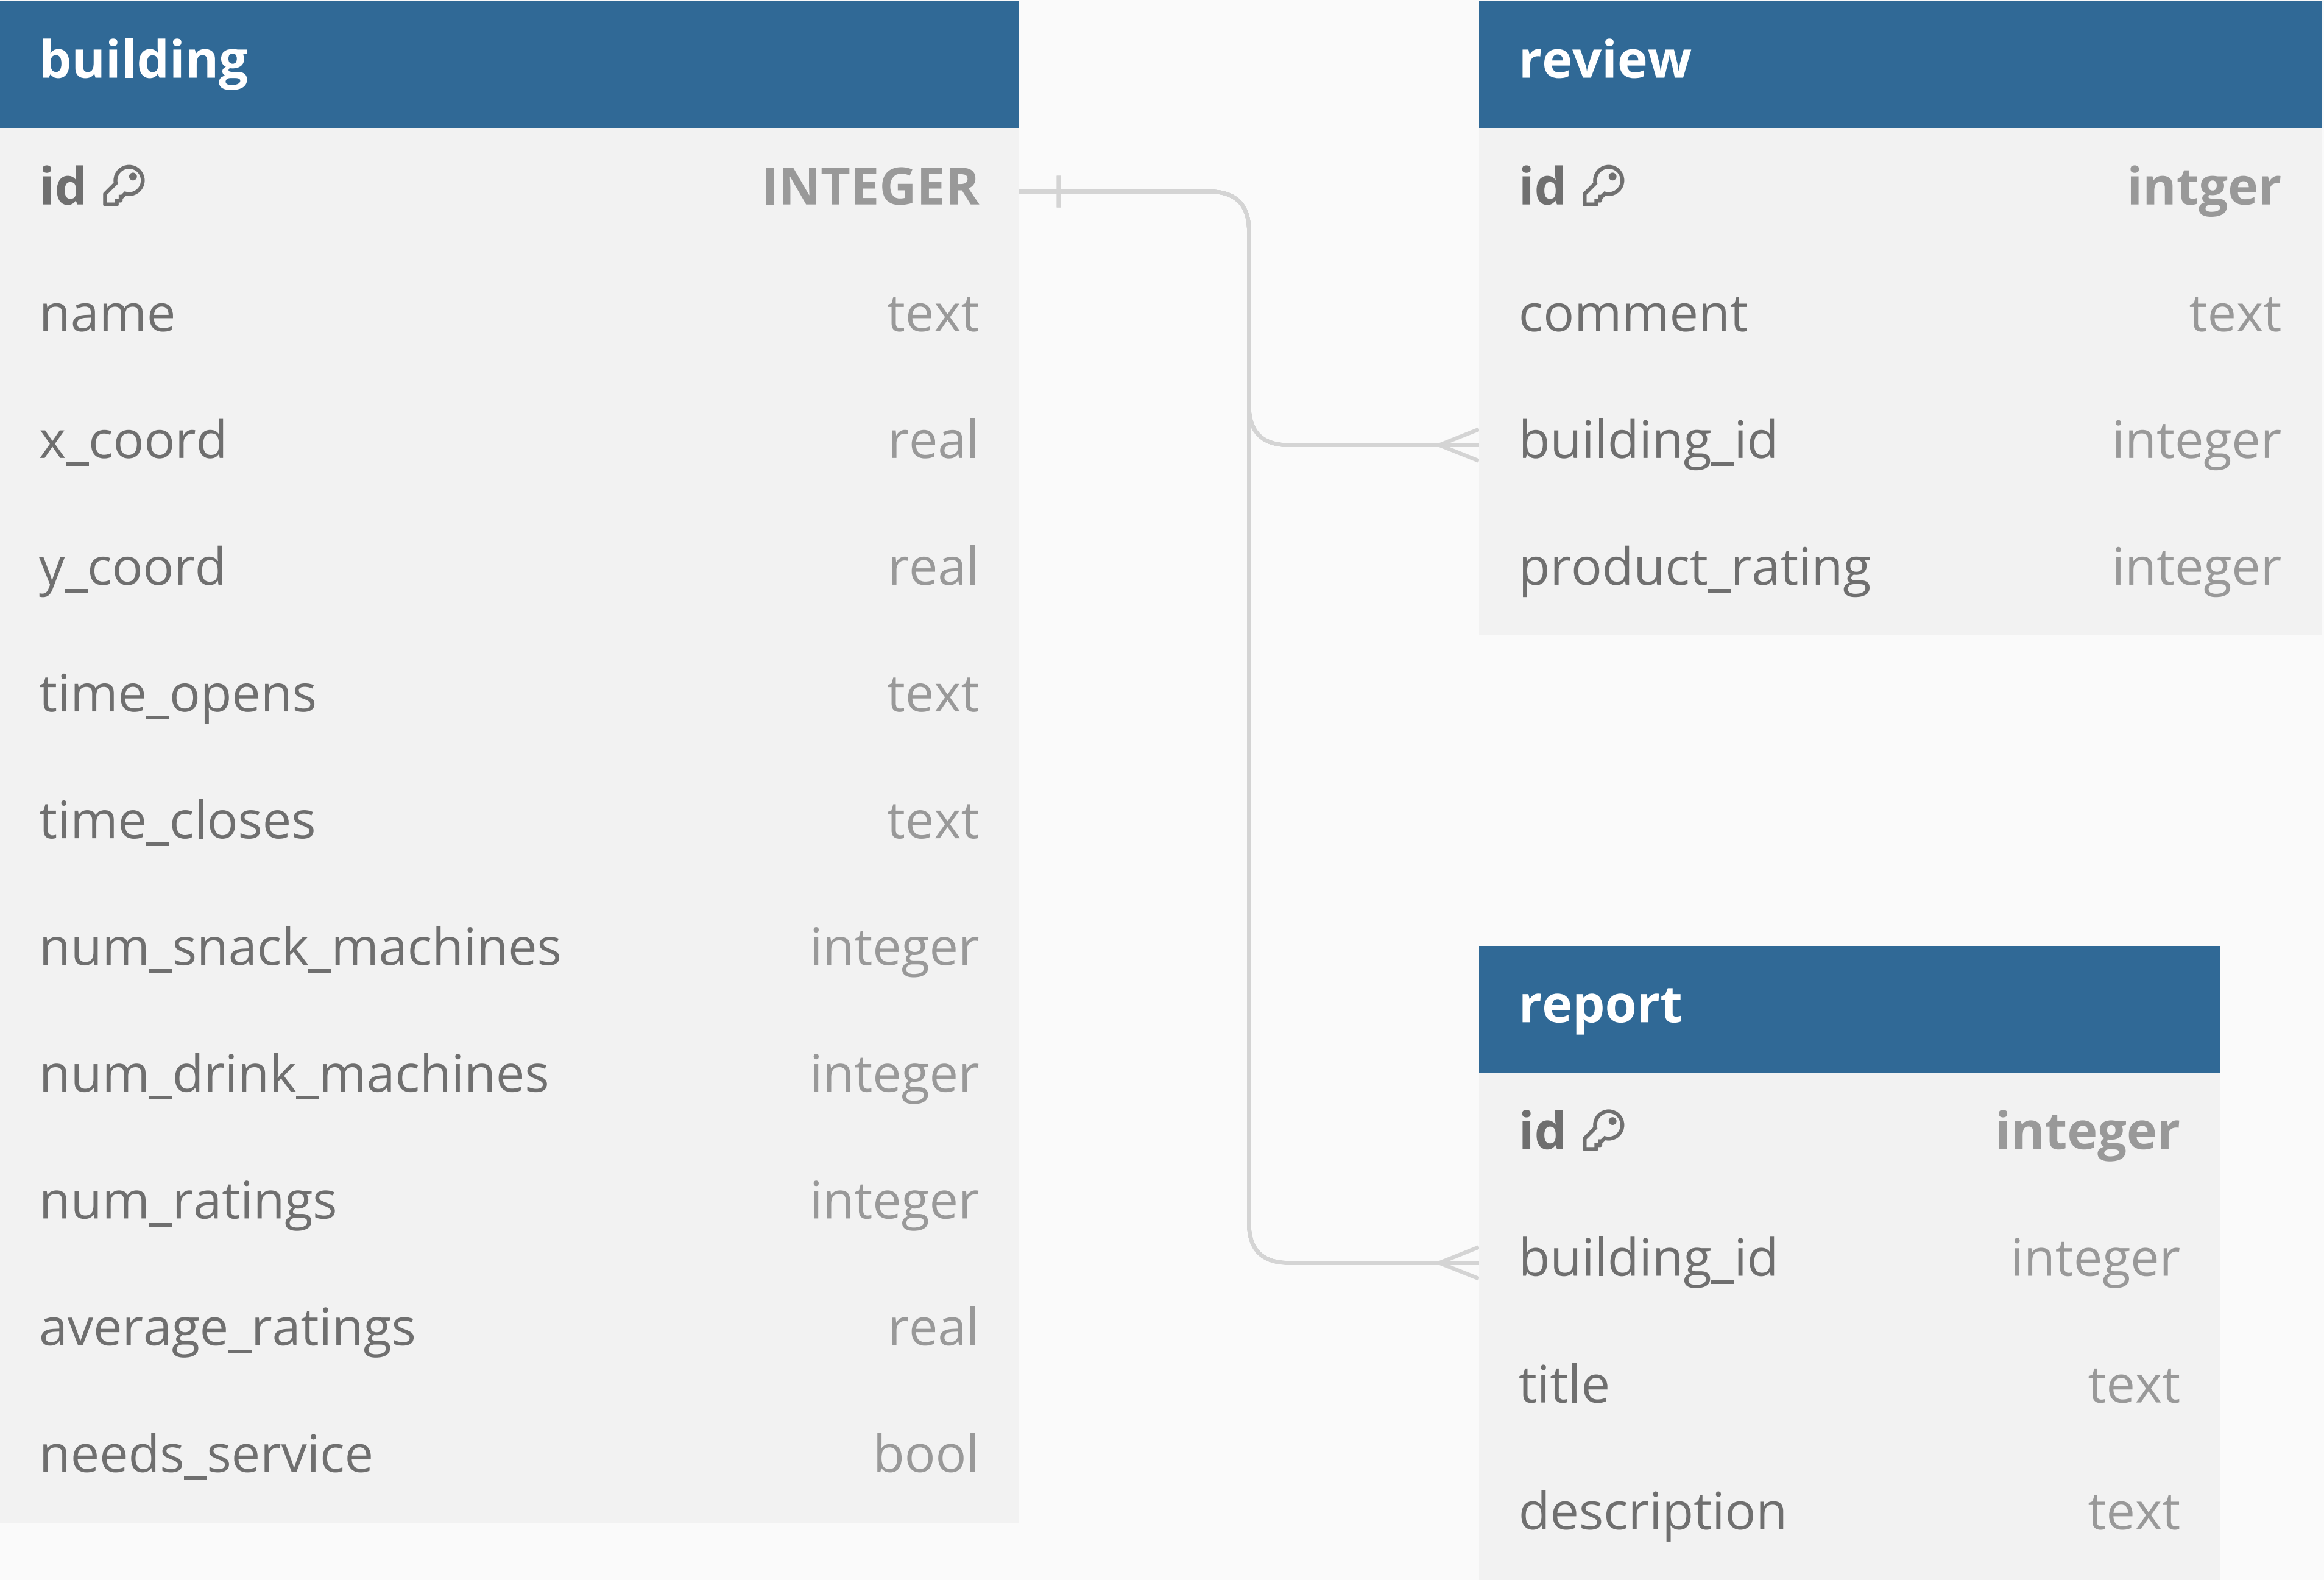 building
id INTEGER
name text
x_coord real
y_coord real
time_opens text
time_closes text
num_snack_machines integer
num_drink_machines integer
num_ratings integer
average_ratings real
needs_service bool
review
id intger
comment text
building_id integer
product_rating integer
report
id integer
building_id integer
title text
description text